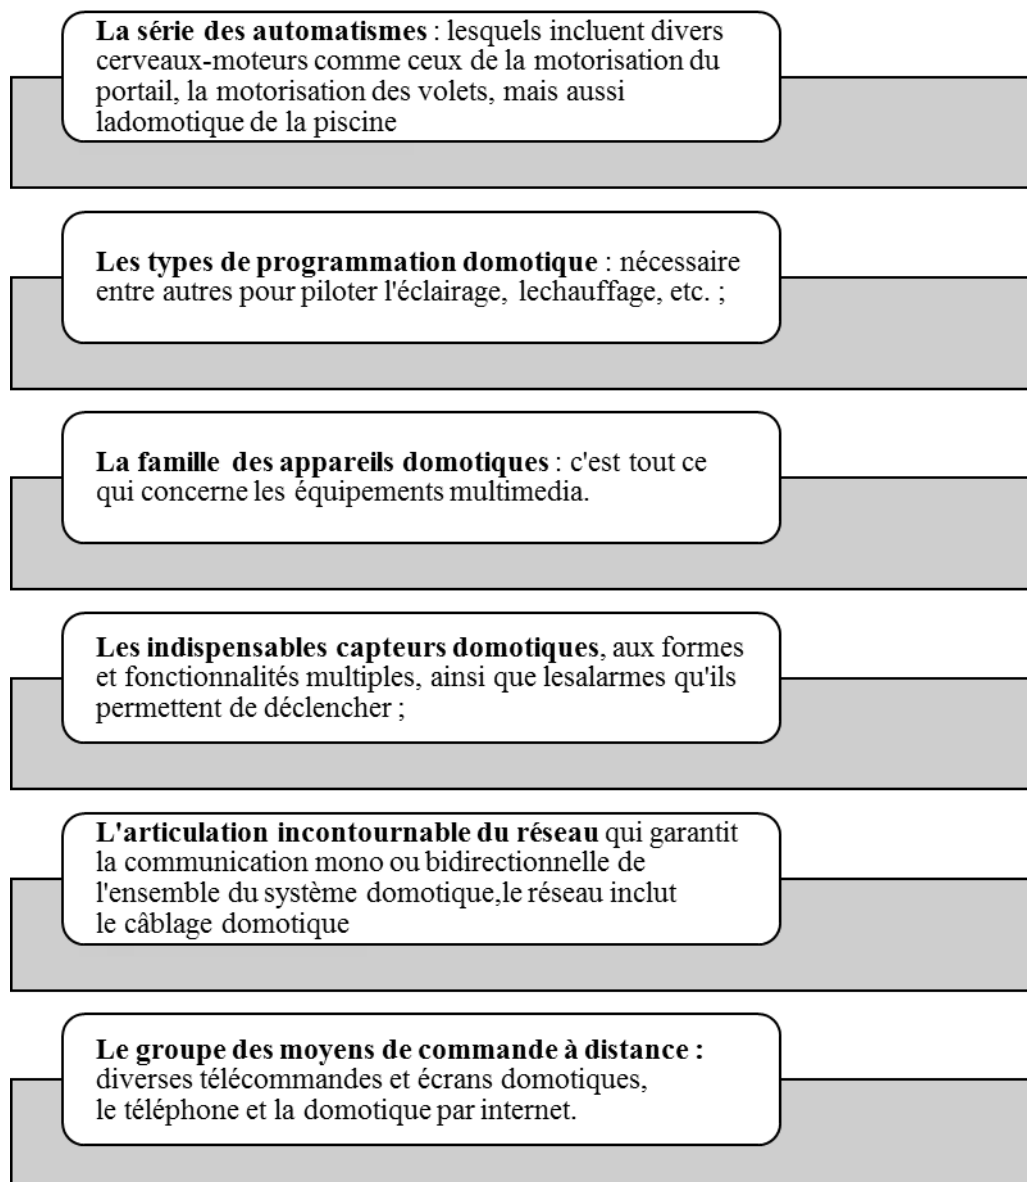 La série des automatismes : lesquels incluent divers
cerveaux-moteurs comme ceux de la motorisation du
portail, la motorisation des volets, mais aussi
ladomotique de la piscine
Les types de programmation domotique : nécessaire
entre autres pour piloter l'éclairage, lechauffage, etc. ;
La famille des appareils domotiques : c'est tout ce
qui concerne les équipements multimedia.
Les indispensables capteurs domotiques, aux formes
et fonctionnalités multiples, ainsi que lesalarmes qu'ils
permettent de déclencher ;
L'articulation incontournable du réseau qui garantit
la communication mono ou bidirectionnelle de
l'ensemble du système domotique,le réseau inclut
le câblage domotique
Le groupe des moyens de commande à distance :
diverses télécommandes et écrans domotiques,
le téléphone et la domotique par internet.